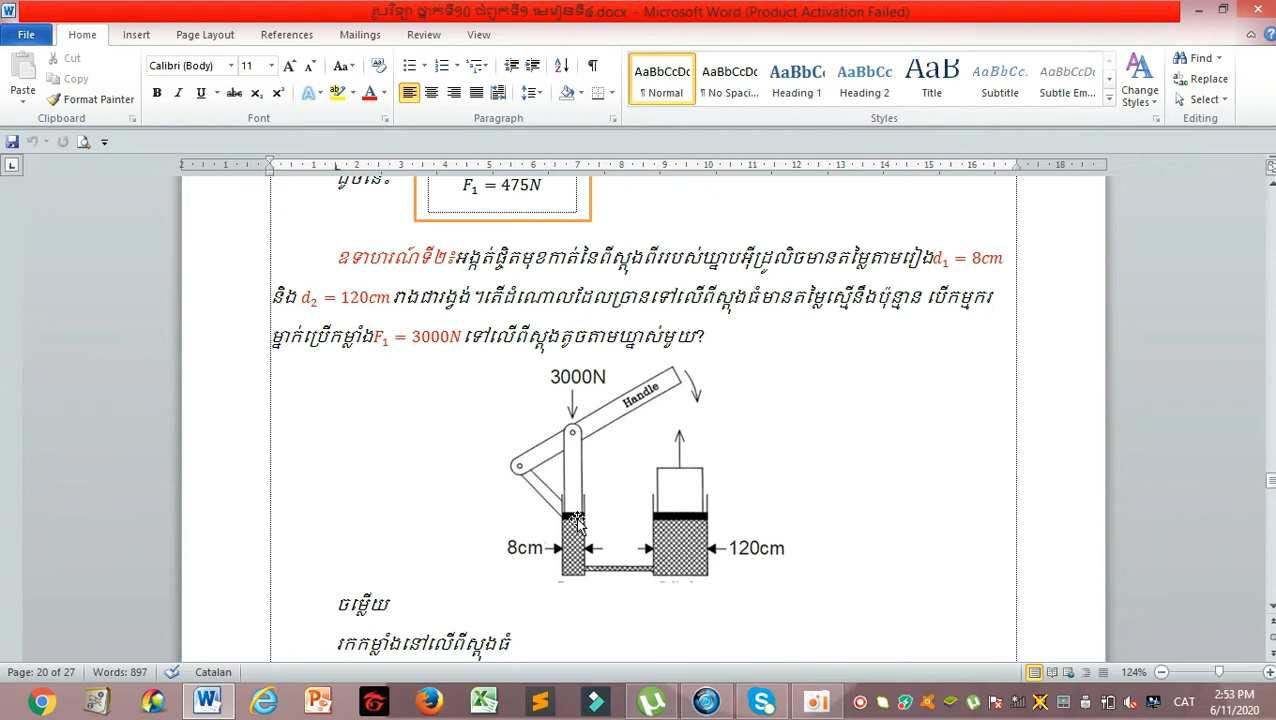 រូបវិទ្យា ថ្នាក់ទី១០ ជំពូកទី១ មេរៀនទី៥.docx - Microsoft Word (Product Activation Failed)
File Home Insert Page Layout References Mailings Review View
Cut
Copy
Format Painter
Paste
Clipboard
Calibri (Body) 11
Font
Paragraph
AaBbCcDc AaBbCcDc AaBbC AaBbCc AaB AaBbCc. AaBbCcDc
¶ Normal ¶ No Spaci... Heading 1 Heading 2 Title Subtitle Subtle Em...
Styles
Change Styles
Find
Replace
Select
Editing
ដូចនេះ
F₁ = 475N
ឧទាហរណ៍ទី២៖អង្កត់ផ្ចិតមុខកាត់នៃពីស្តុងពីររបស់ឃ្នាបអ៊ីដ្រូលិចមានតម្លៃតាមរៀងd₁ = 8cm
និង d₂ = 120cm រាងជារង្វង់។តើដំណោលដែលច្រានទៅលើពីស្តុងធំមានតម្លៃស្មើនឹងប៉ុន្មាន បើកម្មករ
ម្នាក់ប្រើកម្លាំងF₁ = 3000N ទៅលើពីស្តុងតូចតាមឃ្នាស់មួយ?
3000N
Handle
8cm
120cm
ចម្លើយ
រកកម្លាំងនៅលើពីស្តុងធំ
Page: 20 of 27 Words: 897 Catalan 124%
CAT
2:53 PM
6/11/2020